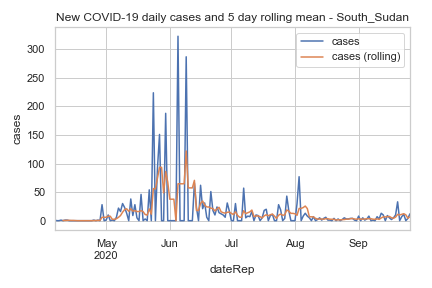 New COVID-19 daily cases and 5 day rolling mean - South_Sudan
cases
cases (rolling)
cases
300
250
200
150
100
50
0
May
2020
Jun
Jul
Aug
Sep
dateRep